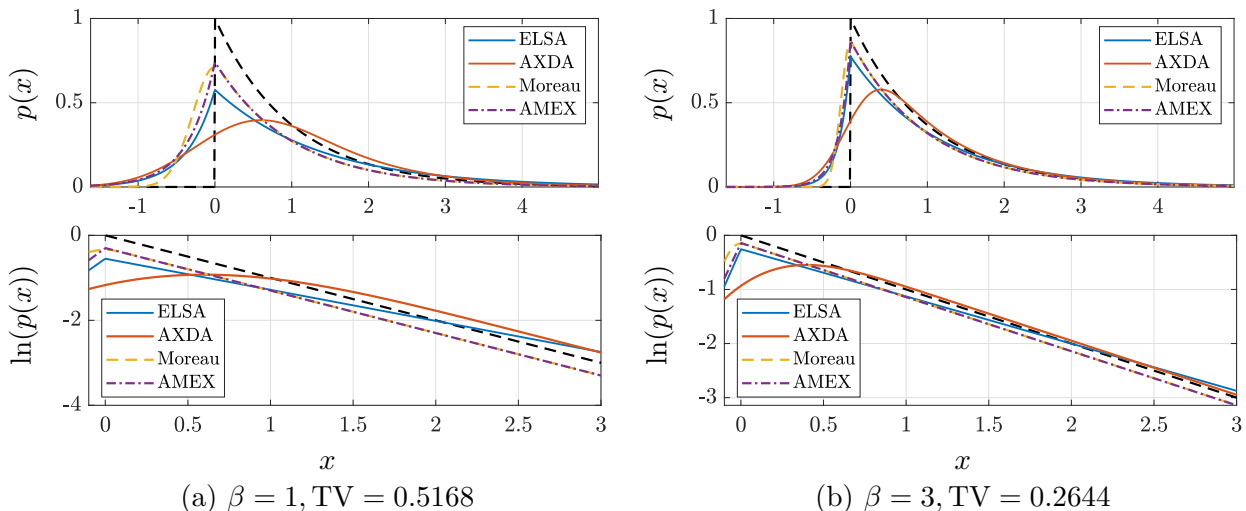 1
0.5
0
p(x)
-1 0 1 2 3 4
ELSA
AXDA
Moreau
AMEX
1
0.5
0
p(x)
-1 0 1 2 3 4
ELSA
AXDA
Moreau
AMEX
0
-2
-4
ln(p(x))
0 0.5 1 1.5 2 2.5 3
x
ELSA
AXDA
Moreau
AMEX
0
-1
-2
-3
ln(p(x))
0 0.5 1 1.5 2 2.5 3
x
ELSA
AXDA
Moreau
AMEX
(a) β = 1, TV = 0.5168
(b) β = 3, TV = 0.2644